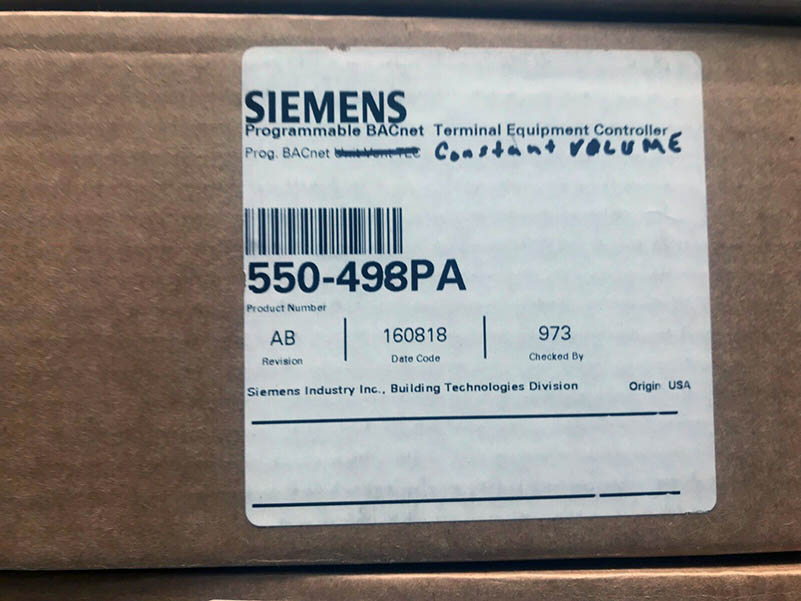 SIEMENS
Programmable BACnet Terminal Equipment Controller
Prog. BACnet Unit Vent TEC Constant VOLUME
550-498PA
Product Number
AB 160818 973
Revision Date Code Checked By
Siemens Industry Inc., Building Technologies Division Origin USA